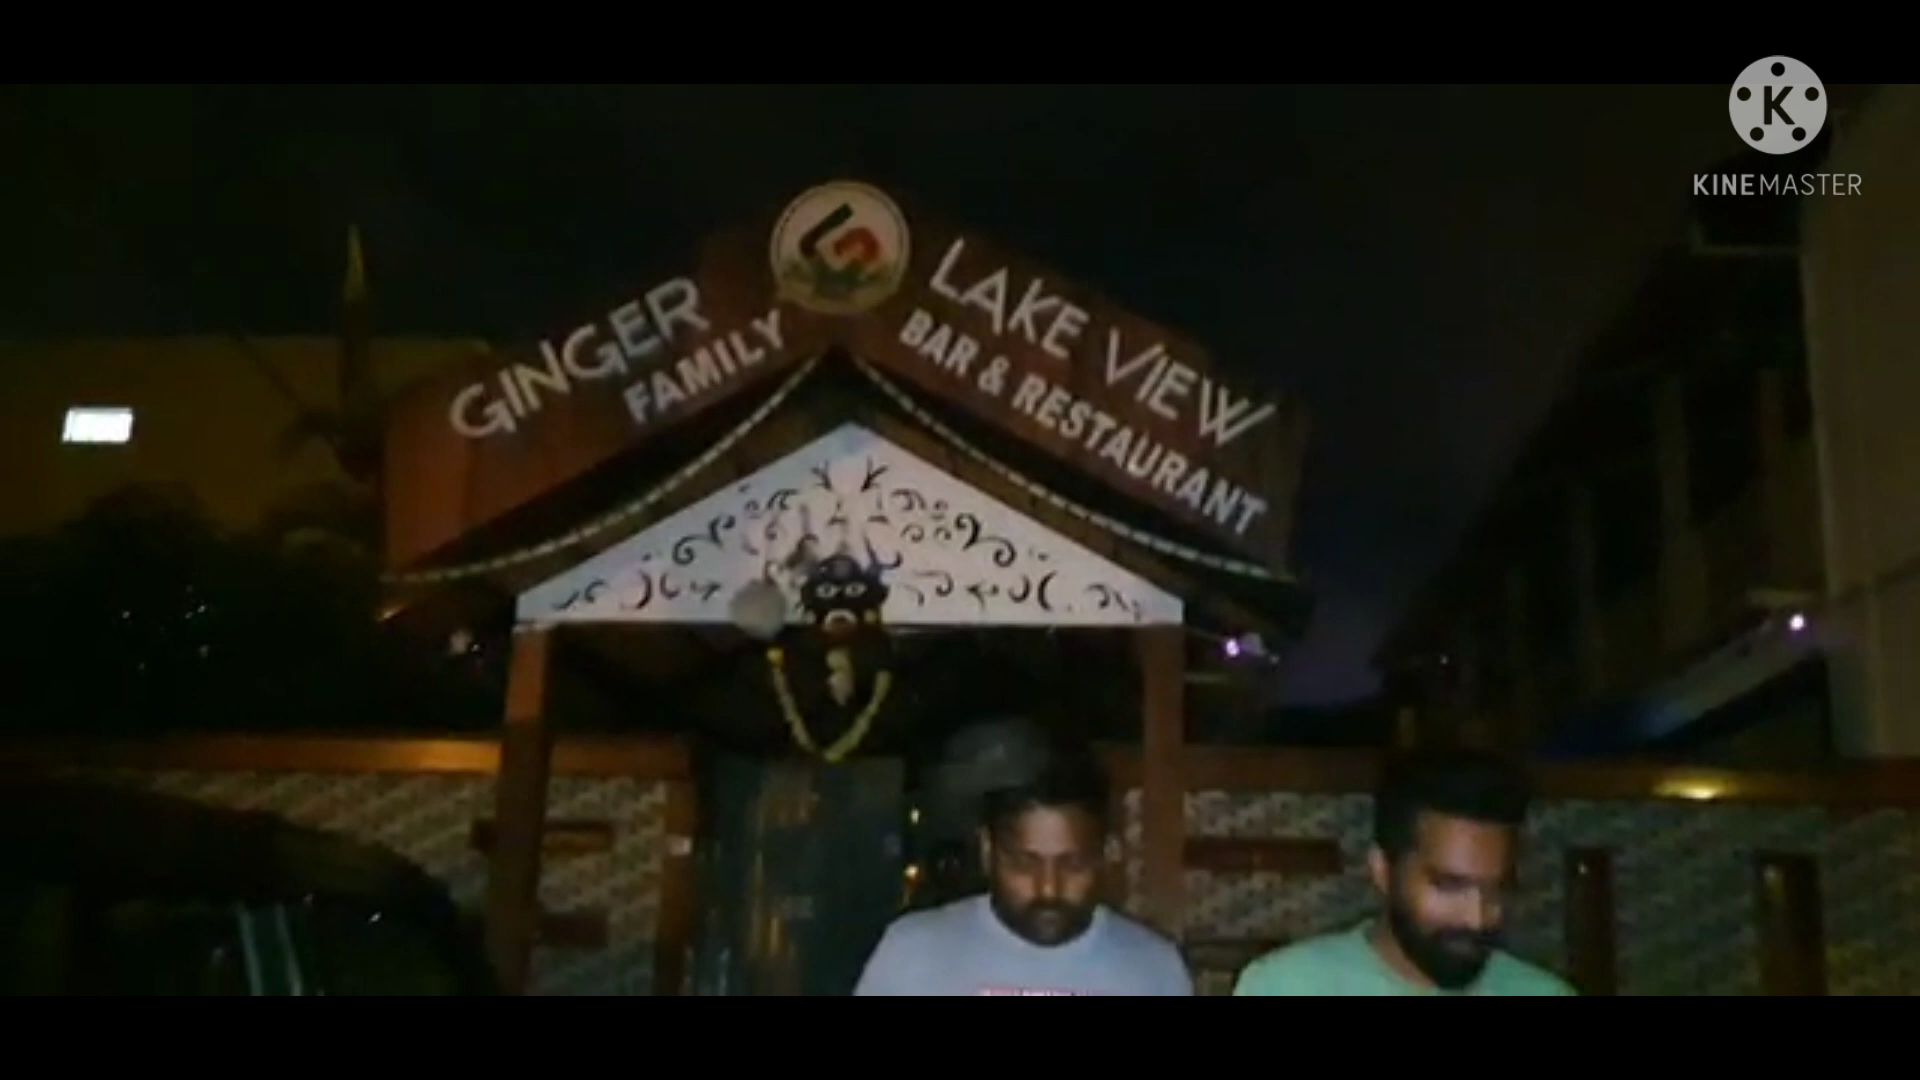 GINGER LAKE VIEW
FAMILY BAR & RESTAURANT
K
KINEMASTER